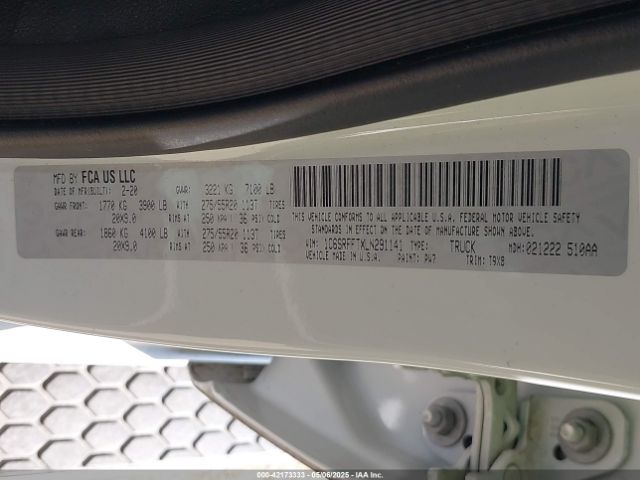 MFD BY FCA US LLC
DATE OF MFR(BUILT): 2-20 GVWR: 3221 KG 7100 LB
GAWR FRONT: 1770 KG 3900 LB WITH 275/55R20 113T TIRES
20X9.0 RIMS AT 250 KPA/ 36 PSI COLD
GAWR REAR: 1860 KG 4100 LB WITH 275/55R20 113T TIRES
20X9.0 RIMS AT 250 KPA/ 36 PSI COLD
THIS VEHICLE CONFORMS TO ALL APPLICABLE U.S.A. FEDERAL MOTOR VEHICLE SAFETY
STANDARDS IN EFFECT ON THE DATE OF MANUFACTURE SHOWN ABOVE.
VIN: 1C6SRFFTXLN291141 TYPE: TRUCK MDH: 021222 510AA
VEHICLE MADE IN U.S.A. PAINT: PW7 TRIM: T9X8
000-42173333 - 05/06/2025 - IAAI.COM